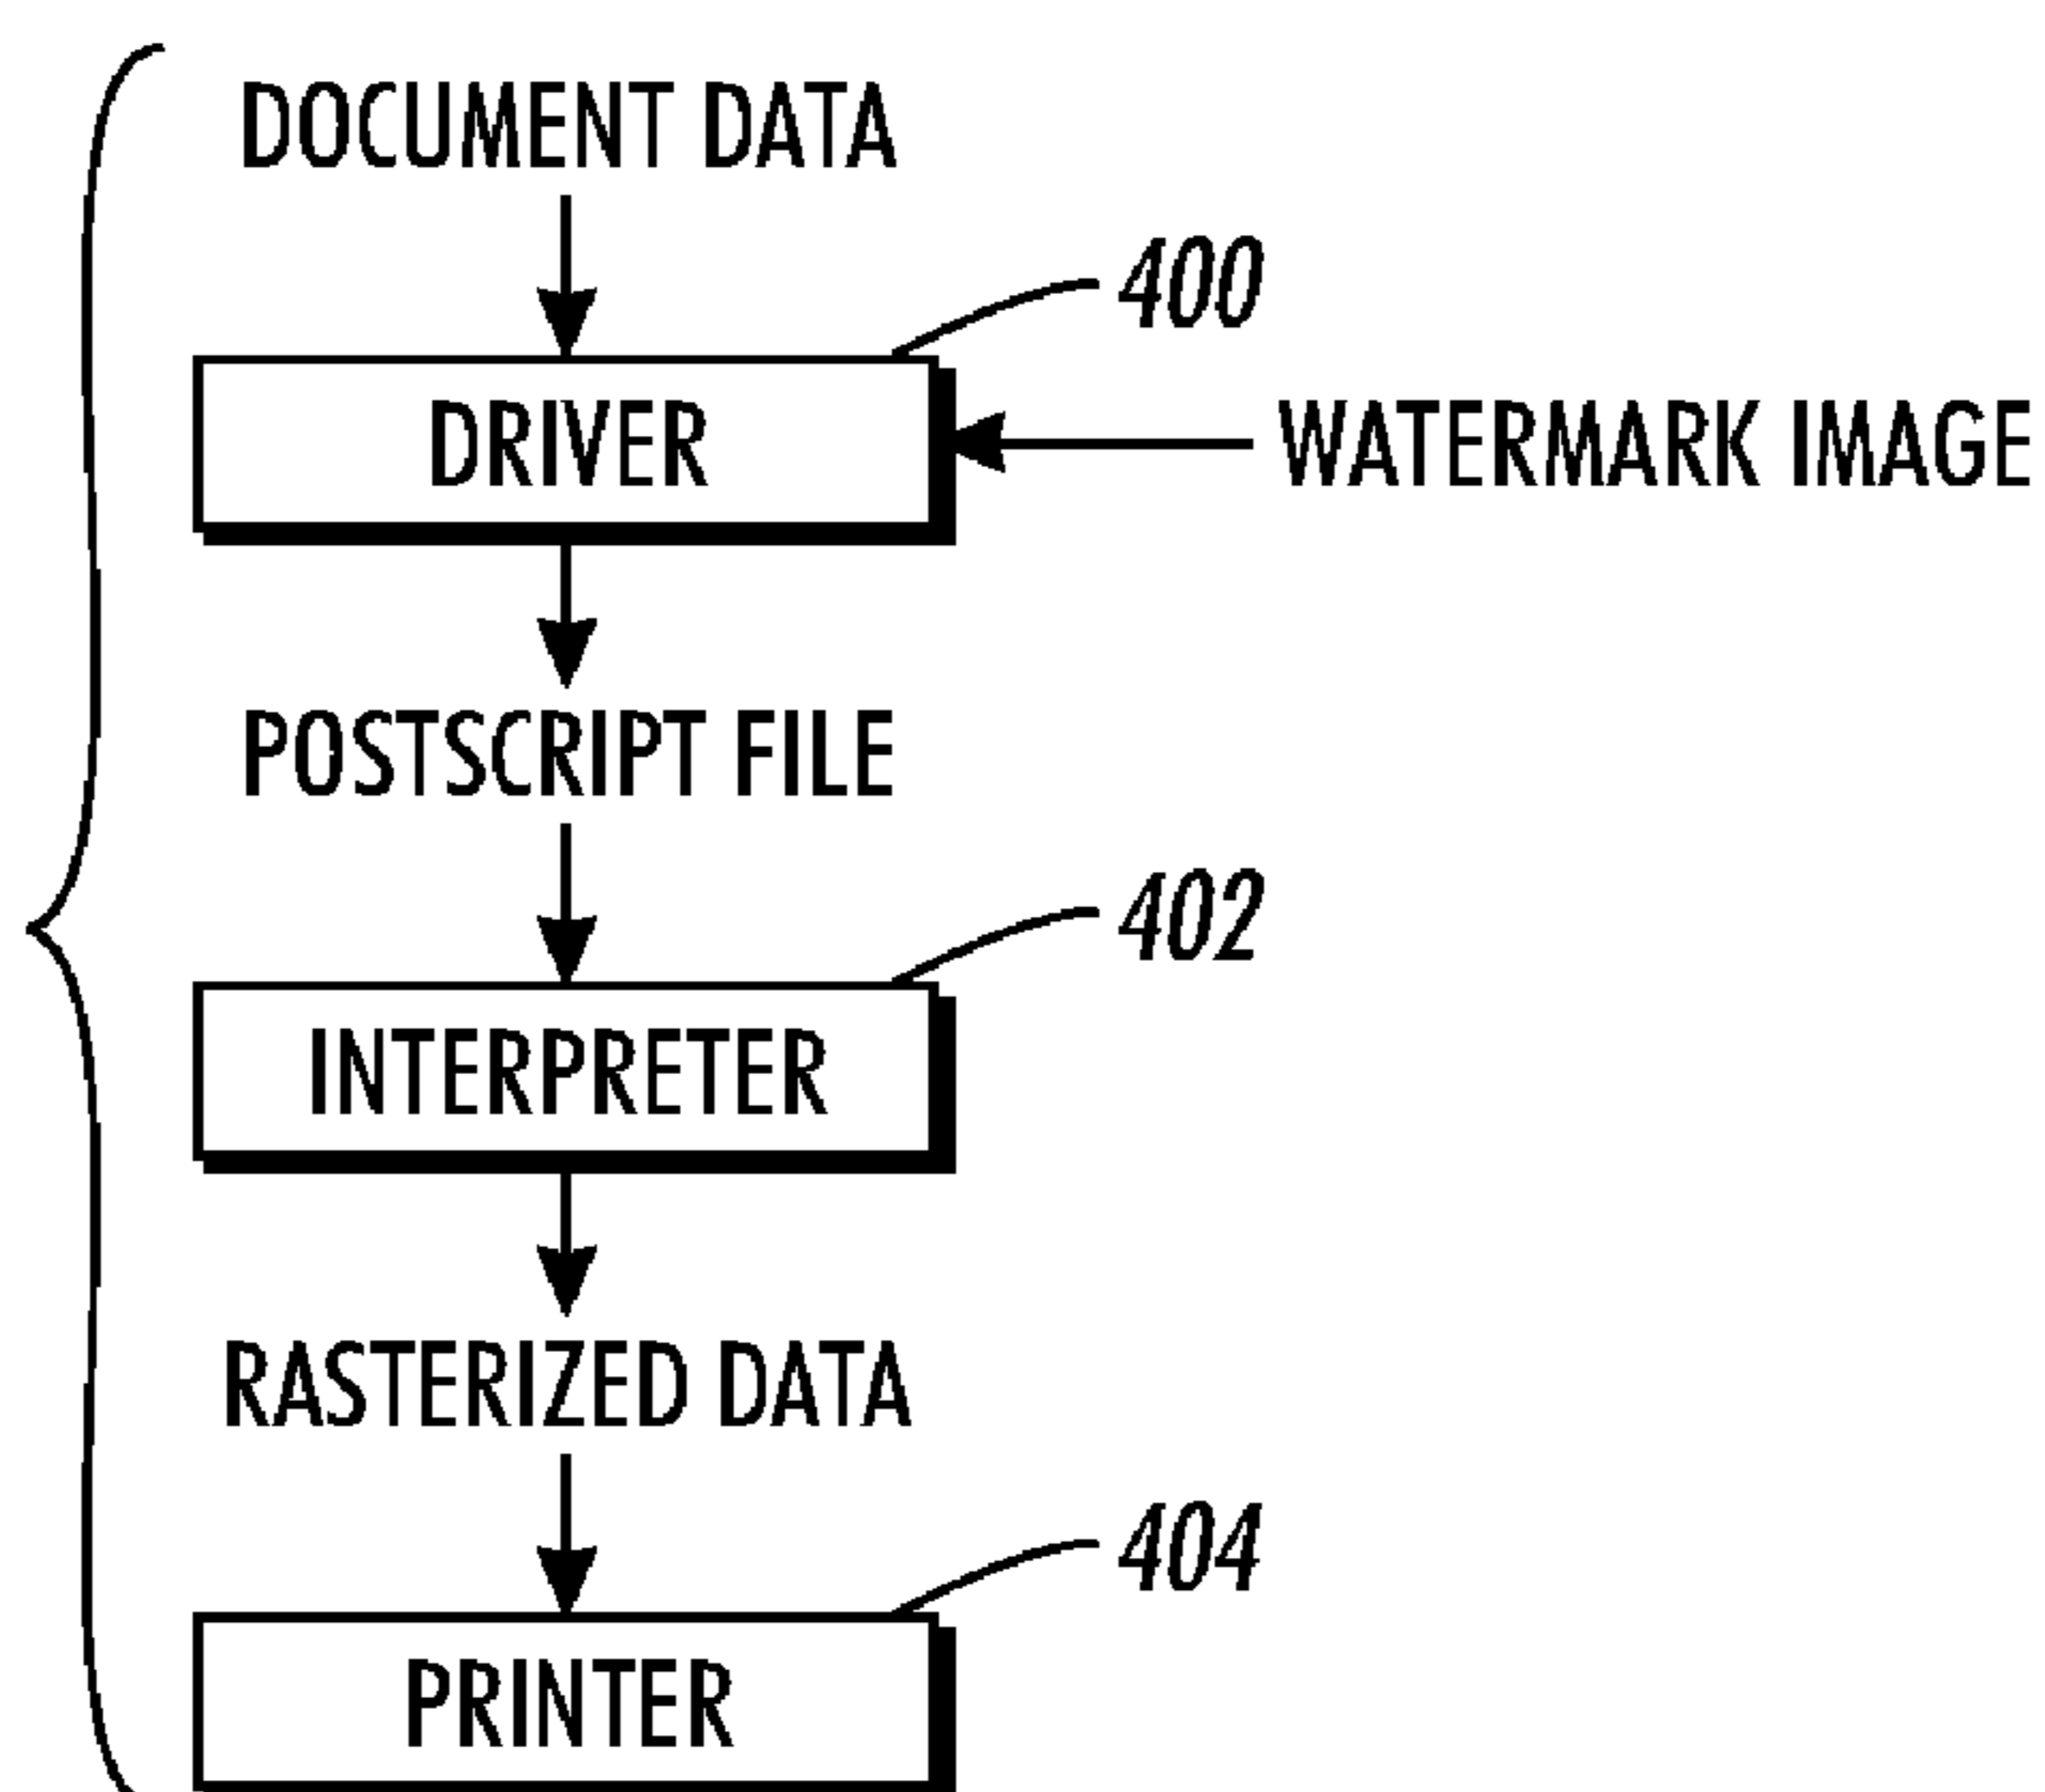 DOCUMENT DATA
400
DRIVER
WATERMARK IMAGE
POSTSCRIPT FILE
402
INTERPRETER
RASTERIZED DATA
404
PRINTER